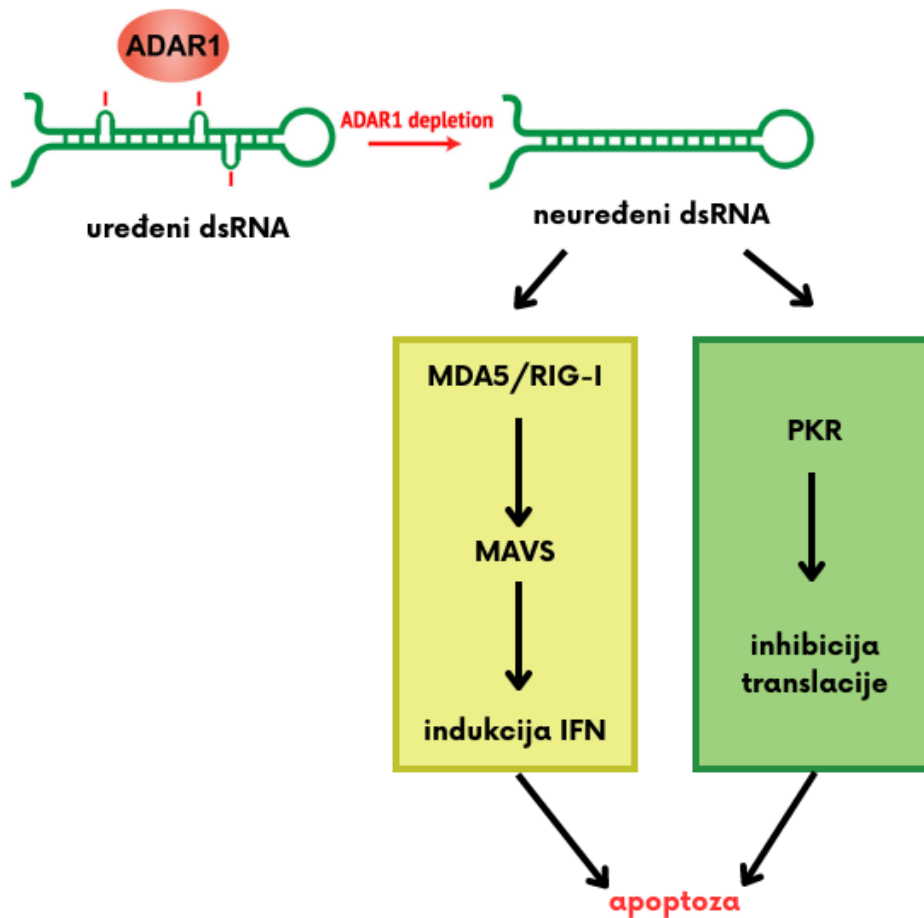 ADAR1
I
I
I
ADAR1 depletion
uređeni dsRNA
neuređeni dsRNA
MDA5/RIG-I
MAVS
indukcija IFN
PKR
inhibicija
translacije
apoptoza